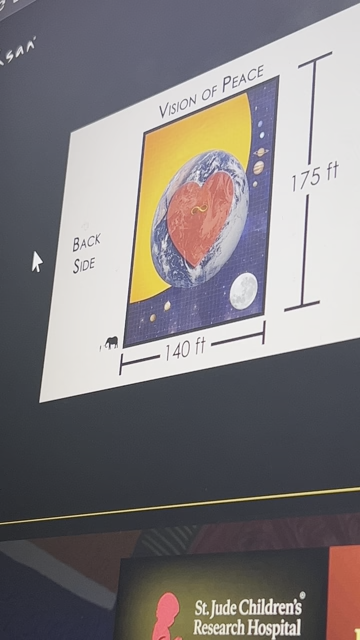 VISION OF PEACE
175 ft
BACK
SIDE
140 ft
St. Jude Children's®
Research Hospital